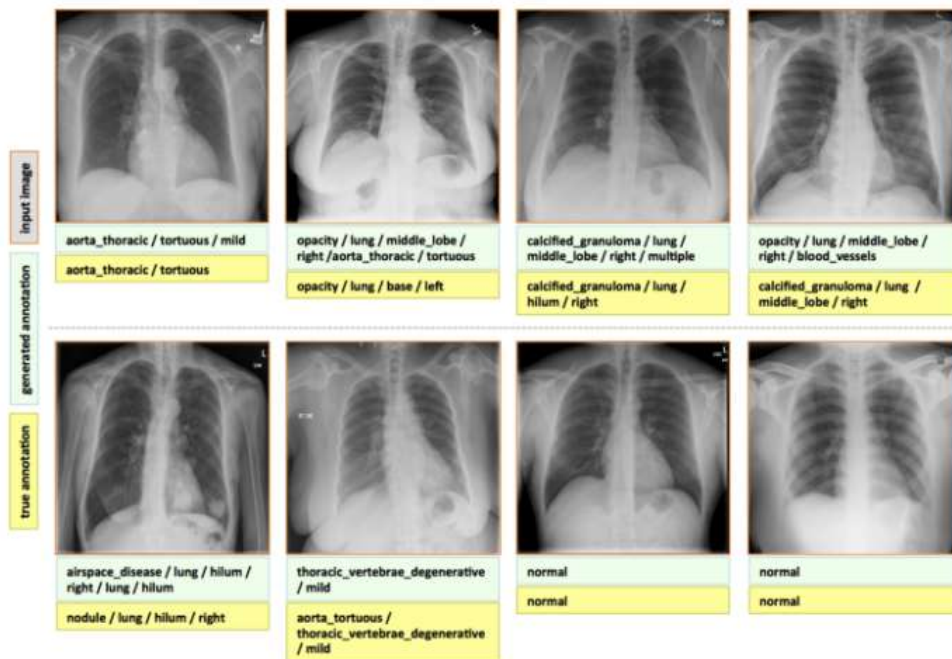 input image
generated annotation
true annotation
aorta_thoracic / tortuous / mild
aorta_thoracic / tortuous
opacity / lung / middle_lobe /
right /aorta_thoracic / tortuous
opacity / lung / base / left
calcified_granuloma / lung /
middle_lobe / right / multiple
calcified_granuloma / lung /
hilum / right
opacity / lung / middle_lobe /
right / blood_vessels
calcified_granuloma / lung /
middle_lobe / right
airspace_disease / lung / hilum /
right / lung / hilum
nodule / lung / hilum / right
thoracic_vertebrae_degenerative
/ mild
aorta_tortuous /
thoracic_vertebrae_degenerative
/ mild
normal
normal
normal
normal
L
L